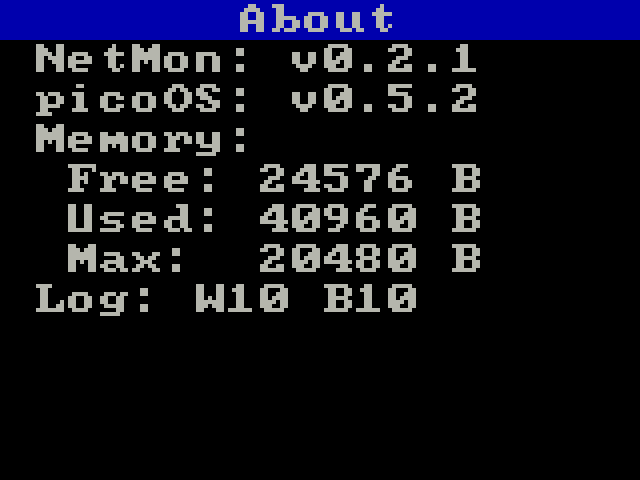 About
NetMon: v0.2.1
picoOS: v0.5.2
Memory:
Free: 24576 B
Used: 40960 B
Max: 20480 B
Log: W10 B10